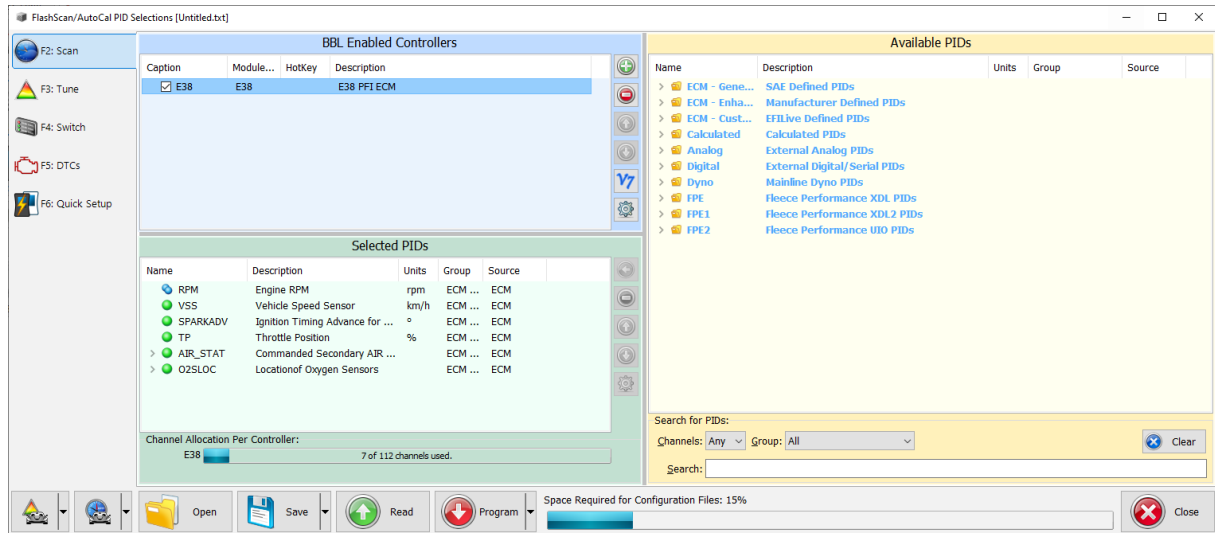 FlashScan/AutoCal PID Selections [Untitled.txt]
F2: Scan
F3: Tune
F4: Switch
F5: DTCs
F6: Quick Setup
BBL Enabled Controllers
Caption Module... HotKey Description
E38 E38 E38 PFI ECM
V7
Selected PIDs
Name Description Units Group Source
RPM Engine RPM rpm ECM ... ECM
VSS Vehicle Speed Sensor km/h ECM ... ECM
SPARKADV Ignition Timing Advance for ... ° ECM ... ECM
TP Throttle Position % ECM ... ECM
AIR_STAT Commanded Secondary AIR ... ECM ... ECM
O2SLOC Locationof Oxygen Sensors ECM ... ECM
Channel Allocation Per Controller:
E38 7 of 112 channels used.
Available PIDs
Name Description Units Group Source
ECM - Gene... SAE Defined PIDs
ECM - Enha... Manufacturer Defined PIDs
ECM - Cust... EFILive Defined PIDs
Calculated Calculated PIDs
Analog External Analog PIDs
Digital External Digital/Serial PIDs
Dyno Mainline Dyno PIDs
FPE Fleece Performance XDL PIDs
FPE1 Fleece Performance XDL2 PIDs
FPE2 Fleece Performance UIO PIDs
Search for PIDs:
Channels: Any Group: All Clear
Search:
Open Save Read Program
Space Required for Configuration Files: 15%
Close